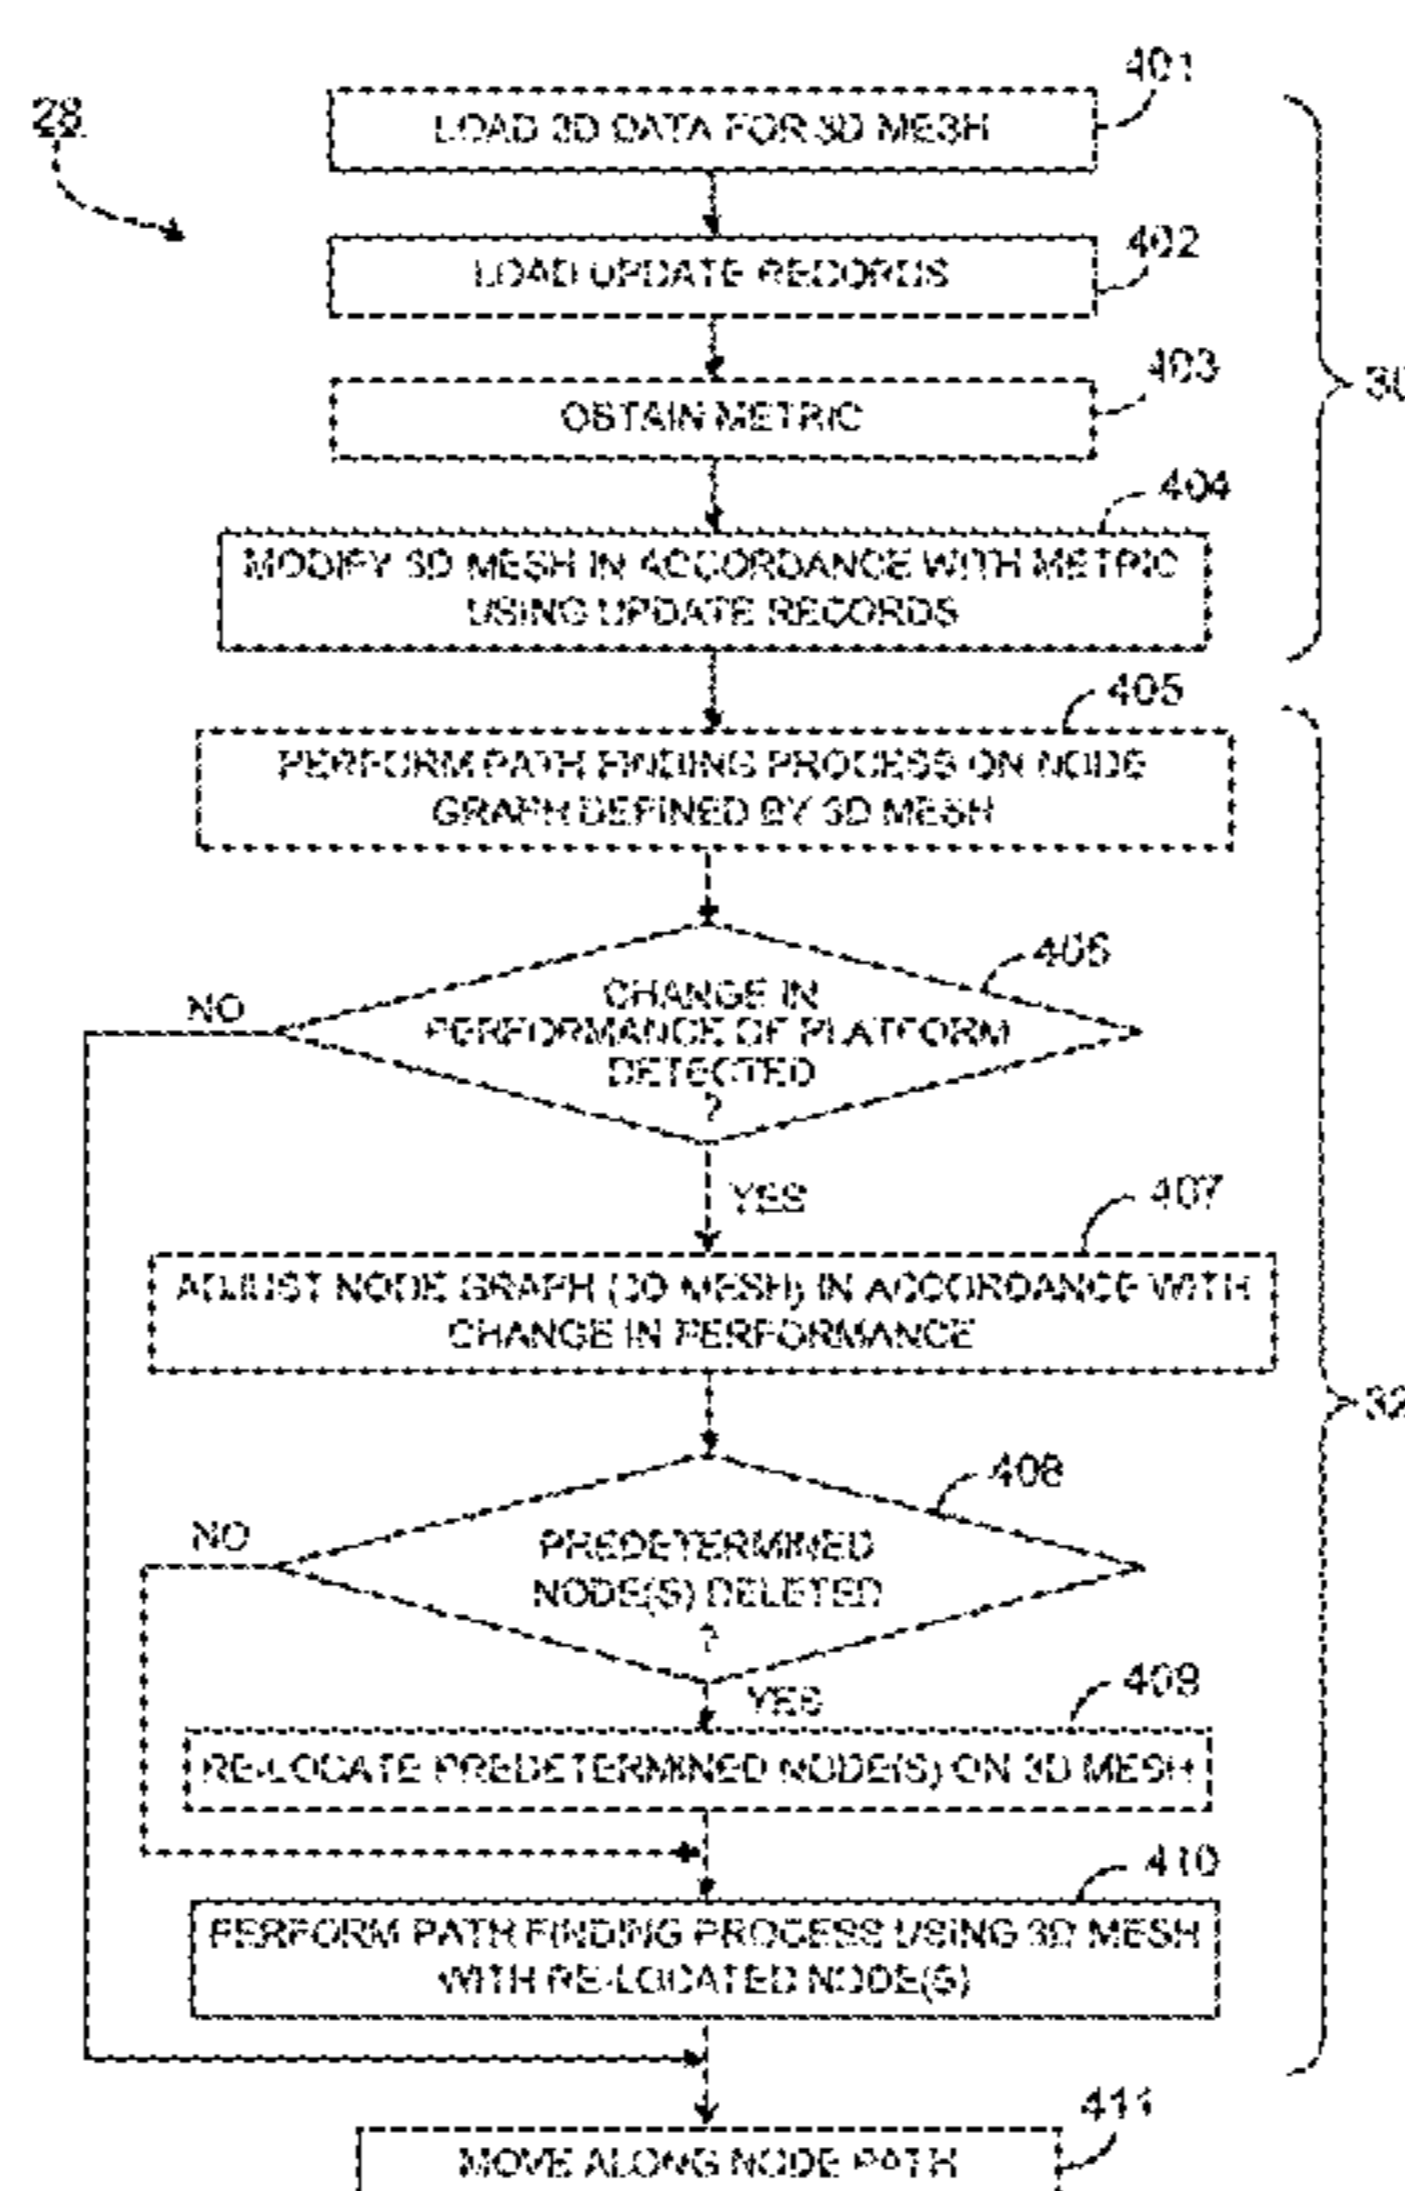 401
28
LOAD 3D DATA FOR 3D MESH
402
LOAD UPDATE RECORDS
403
OBTAIN METRIC
30
404
MODIFY 3D MESH IN ACCORDANCE WITH METRIC
USING UPDATE RECORDS
405
PERFORM PATH FINDING PROCESS ON NODE
GRAPH DEFINED BY 3D MESH
406
NO
CHANGE IN
PERFORMANCE OF PLATFORM
DETECTED
?
YES
407
ADJUST NODE GRAPH (3D MESH) IN ACCORDANCE WITH
CHANGE IN PERFORMANCE
32
408
NO
PREDETERMINED
NODE(S) DELETED
?
YES
409
RE-LOCATE PREDETERMINED NODE(S) ON 3D MESH
410
PERFORM PATH FINDING PROCESS USING 3D MESH
WITH RE-LOCATED NODE(S)
411
MOVE ALONG NODE PATH